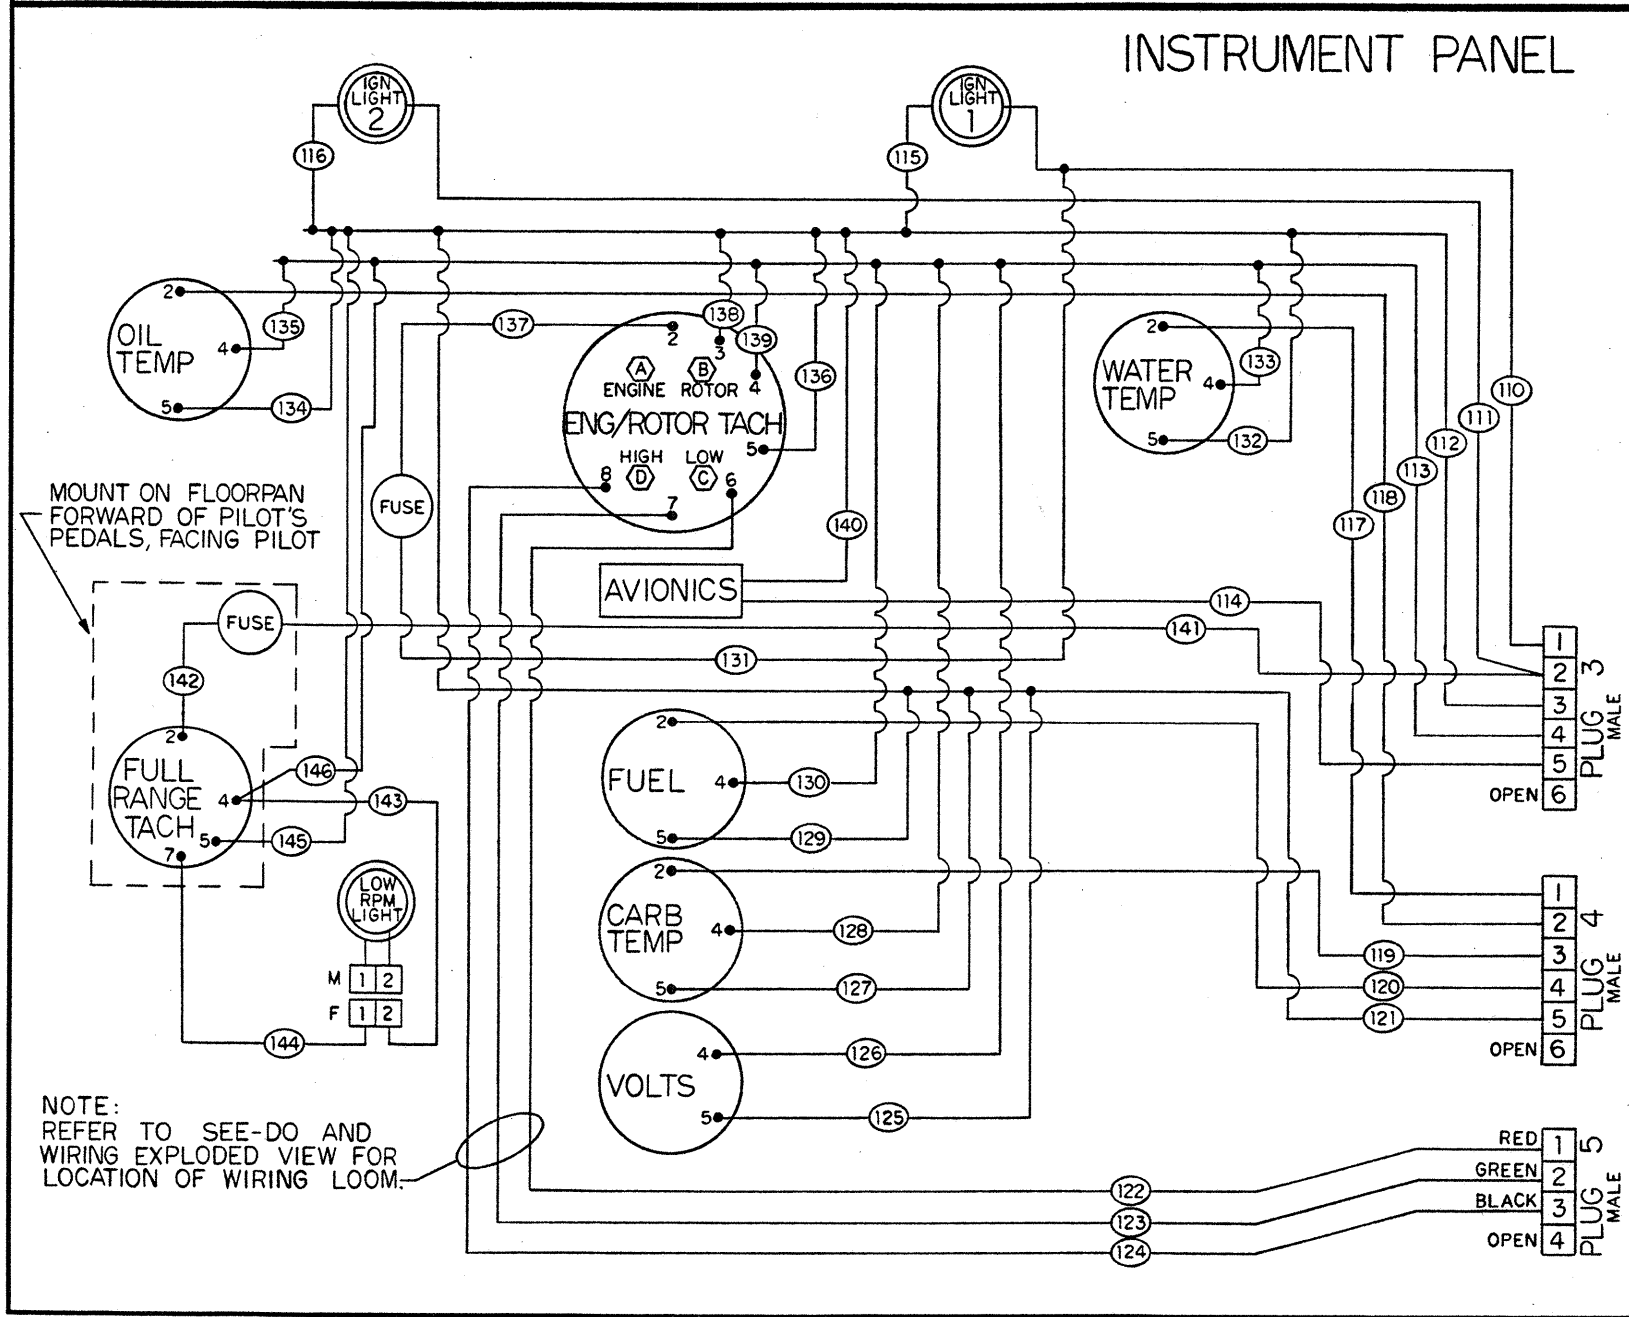 INSTRUMENT PANEL
IGN
LIGHT
2
IGN
LIGHT
1
116
115
2
OIL
TEMP
4
5
135
134
137
2
138
3
139
4
136
A
ENGINE
B
ROTOR
ENG/ROTOR TACH
5
HIGH
D
LOW
C
8
7
6
2
WATER
TEMP
4
5
133
132
110
111
112
113
118
117
MOUNT ON FLOORPAN
FORWARD OF PILOT'S
PEDALS, FACING PILOT
FUSE
140
AVIONICS
114
141
131
FUSE
142
2
FULL
RANGE
TACH
4
5
7
146
143
145
LOW
RPM
LIGHT
M 1 2
F 1 2
144
2
FUEL
4
5
130
129
2
CARB
TEMP
4
5
128
127
4
VOLTS
5
126
125
1
2
3
4
5
OPEN 6
3
PLUG
MALE
119
120
121
1
2
3
4
5
OPEN 6
4
PLUG
MALE
NOTE:
REFER TO SEE-DO AND
WIRING EXPLODED VIEW FOR
LOCATION OF WIRING LOOM.
122
123
124
RED 1
GREEN 2
BLACK 3
OPEN 4
5
PLUG
MALE